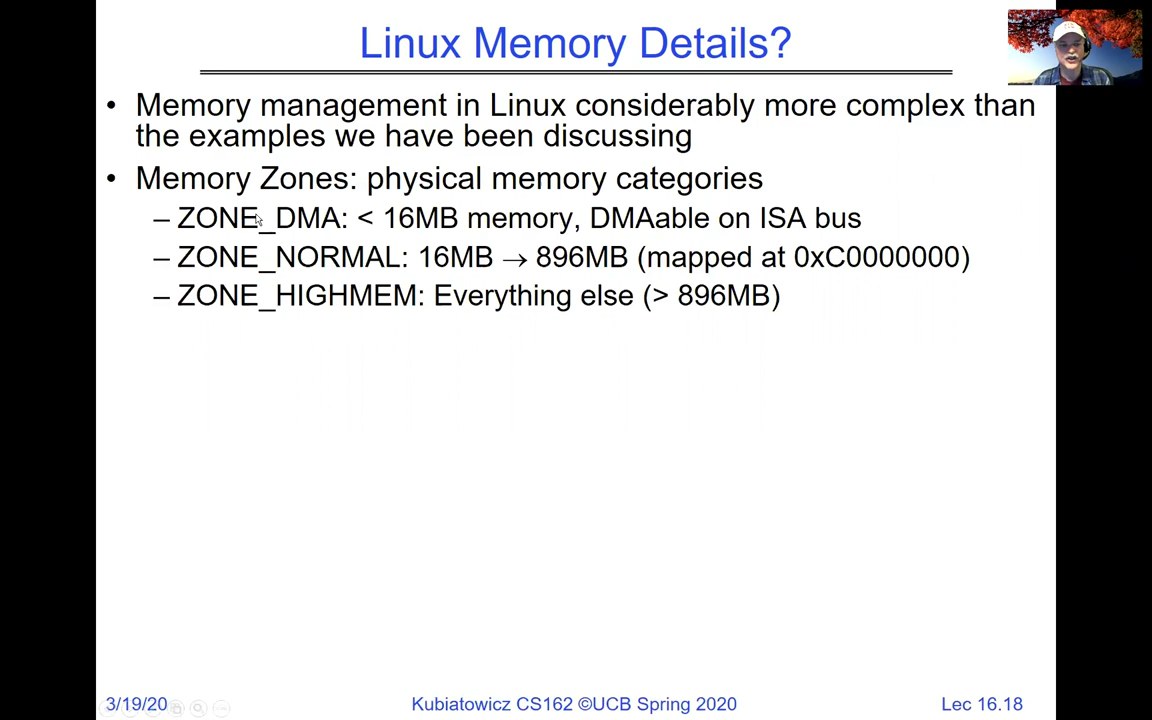 Linux Memory Details?
• Memory management in Linux considerably more complex than
the examples we have been discussing
• Memory Zones: physical memory categories
– ZONE_DMA: < 16MB memory, DMAable on ISA bus
– ZONE_NORMAL: 16MB → 896MB (mapped at 0xC0000000)
– ZONE_HIGHMEM: Everything else (> 896MB)
3/19/20
Kubiatowicz CS162 ©UCB Spring 2020
Lec 16.18